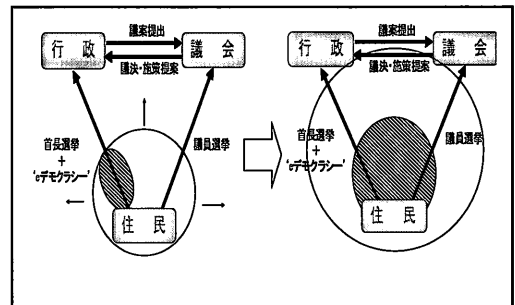 議案提出
行 政
議 会
議決・施策提案
首長選挙
+
‘eデモクラシー’
議員選挙
住 民
議案提出
行 政
議 会
議決・施策提案
首長選挙
+
‘eデモクラシー’
議員選挙
住 民